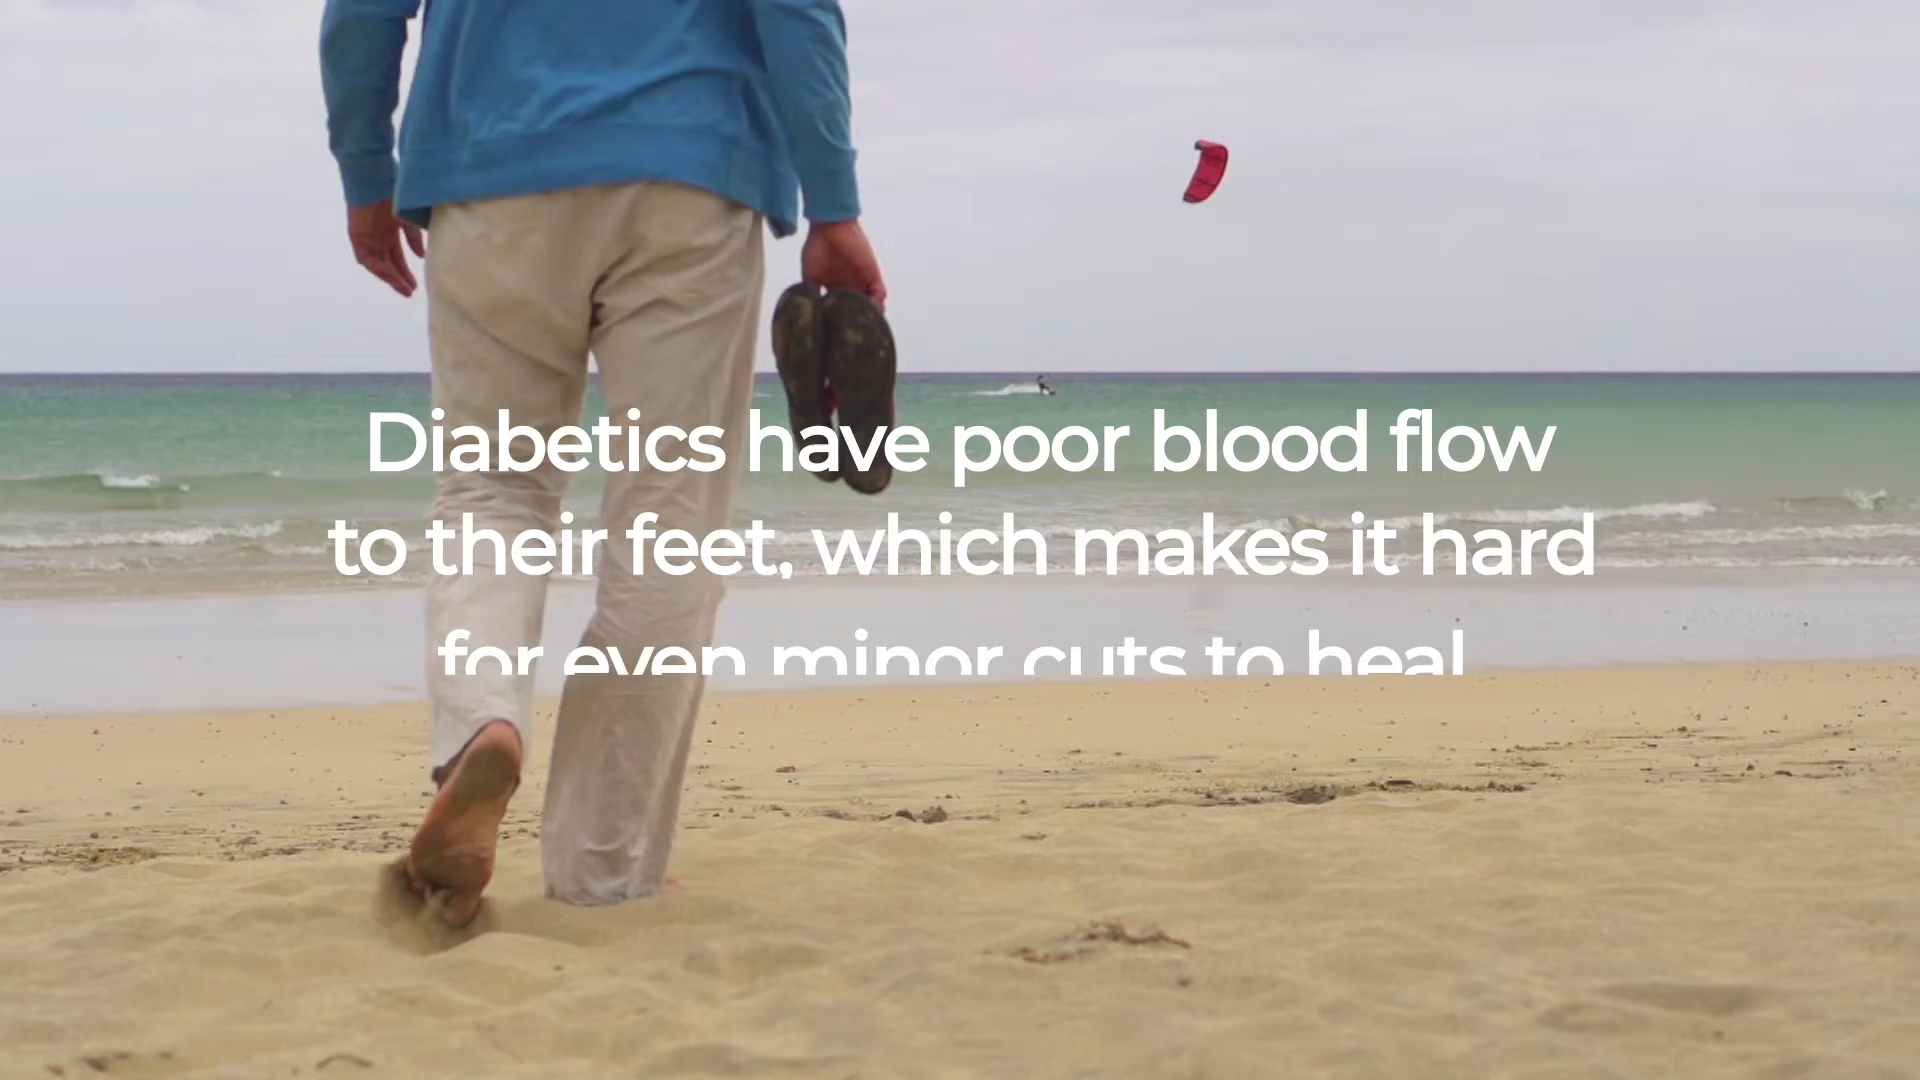 Diabetics have poor blood flow
to their feet, which makes it hard
for even minor cuts to heal